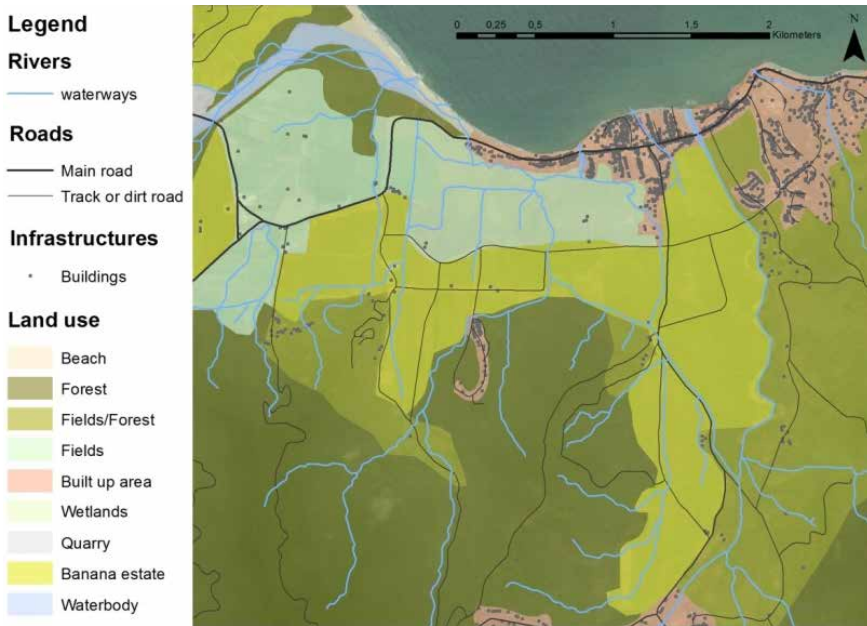 Legend
Rivers
waterways
Roads
Main road
Track or dirt road
Infrastructures
Buildings
Land use
Beach
Forest
Fields/Forest
Fields
Built up area
Wetlands
Quarry
Banana estate
Waterbody
0 0,25 0,5 1 1,5 2
Kilometers
N